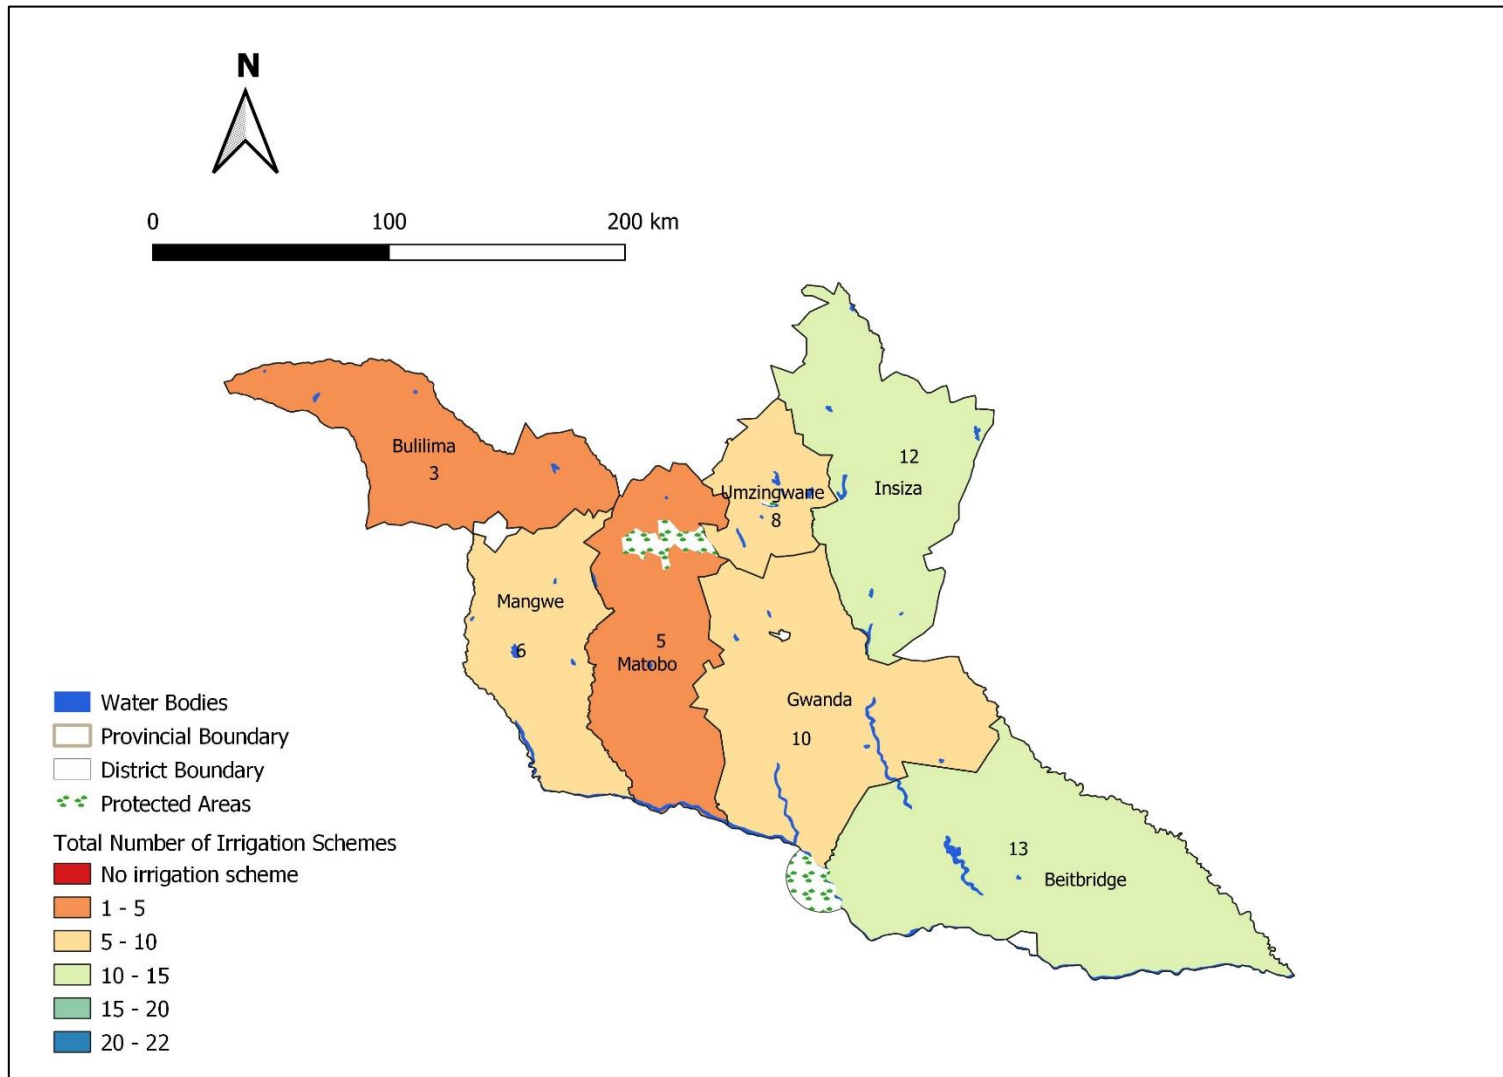 N
0 100 200 km
Bulilima
3
12
Insiza
Umzingwane
8
Mangwe
6
5
Matobo
Gwanda
10
13
Beitbridge
Water Bodies
Provincial Boundary
District Boundary
Protected Areas
Total Number of Irrigation Schemes
No irrigation scheme
1 - 5
5 - 10
10 - 15
15 - 20
20 - 22